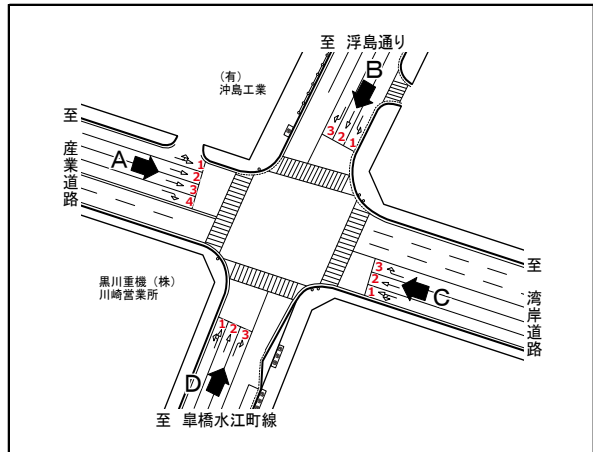 至 浮島通り
B
(有)
沖島工業
3 2 1
至 産業道路
A
1
2
3
4
至 湾岸道路
3
2
1
C
黒川重機(株)
川崎営業所
1 2 3
D
至 皐橋水江町線